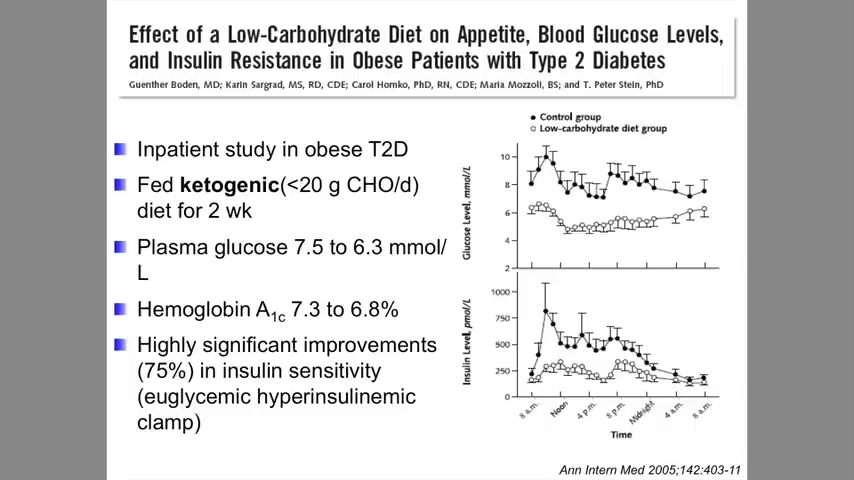 Effect of a Low-Carbohydrate Diet on Appetite, Blood Glucose Levels,
and Insulin Resistance in Obese Patients with Type 2 Diabetes
Guenther Boden, MD; Karin Sargrad, MS, RD, CDE; Carol Homko, PhD, RN, CDE; Maria Mozzoli, BS; and T. Peter Stein, PhD
Inpatient study in obese T2D
Fed ketogenic(<20 g CHO/d)
diet for 2 wk
Plasma glucose 7.5 to 6.3 mmol/
L
Hemoglobin A1c 7.3 to 6.8%
Highly significant improvements
(75%) in insulin sensitivity
(euglycemic hyperinsulinemic
clamp)
Control group
Low-carbohydrate diet group
Glucose Level, mmol/L
10
8
6
4
2
Insulin Level, pmol/L
1000
750
500
250
0
8 a.m. Noon 4 p.m. 8 p.m. Midnight 4 a.m. 8 a.m.
Time
Ann Intern Med 2005;142:403-11